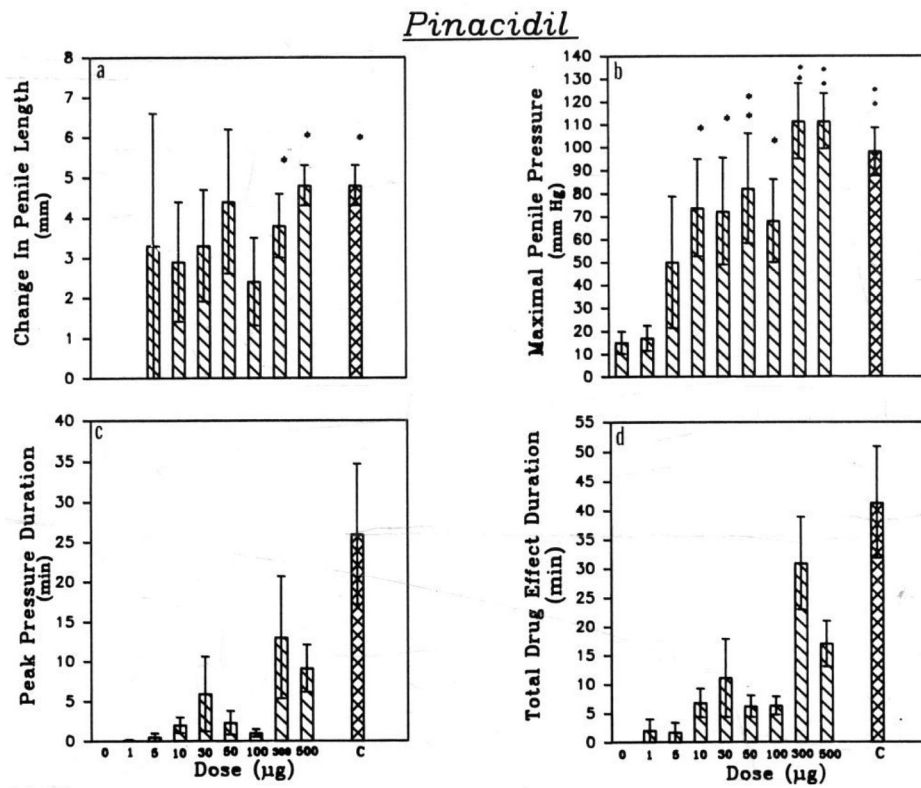 Pinacidil
a
Change In Penile Length
(mm)
8
7
6
5
4
3
2
1
0
b
Maximal Penile Pressure
(mm Hg)
140
130
120
110
100
90
80
70
60
50
40
30
20
10
0
* * *
* * * * * * * * * * * *
c
Peak Pressure Duration
(min)
40
35
30
25
20
15
10
5
0
0 1 5 10 30 50 100 300 500 C
Dose (µg)
d
Total Drug Effect Duration
(min)
55
50
45
40
35
30
25
20
15
10
5
0
0 1 5 10 30 50 100 300 500 C
Dose (µg)